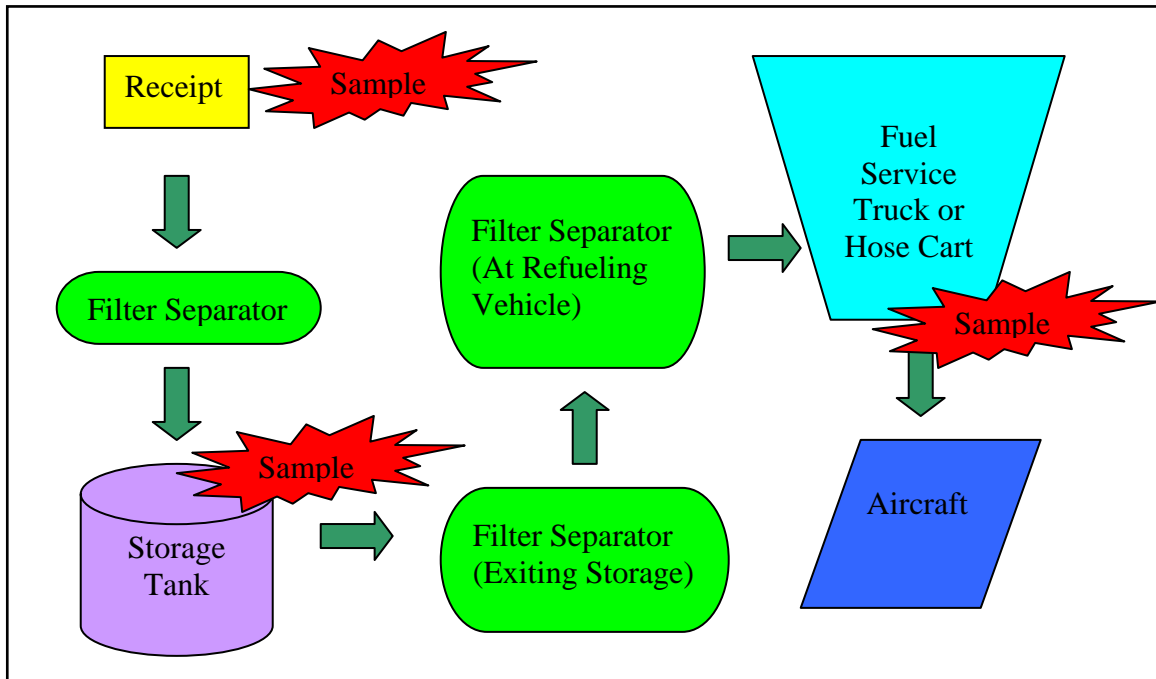 Receipt
Sample
Filter Separator
Sample
Storage
Tank
Filter Separator
(Exiting Storage)
Filter Separator
(At Refueling
Vehicle)
Fuel
Service
Truck or
Hose Cart
Sample
Aircraft